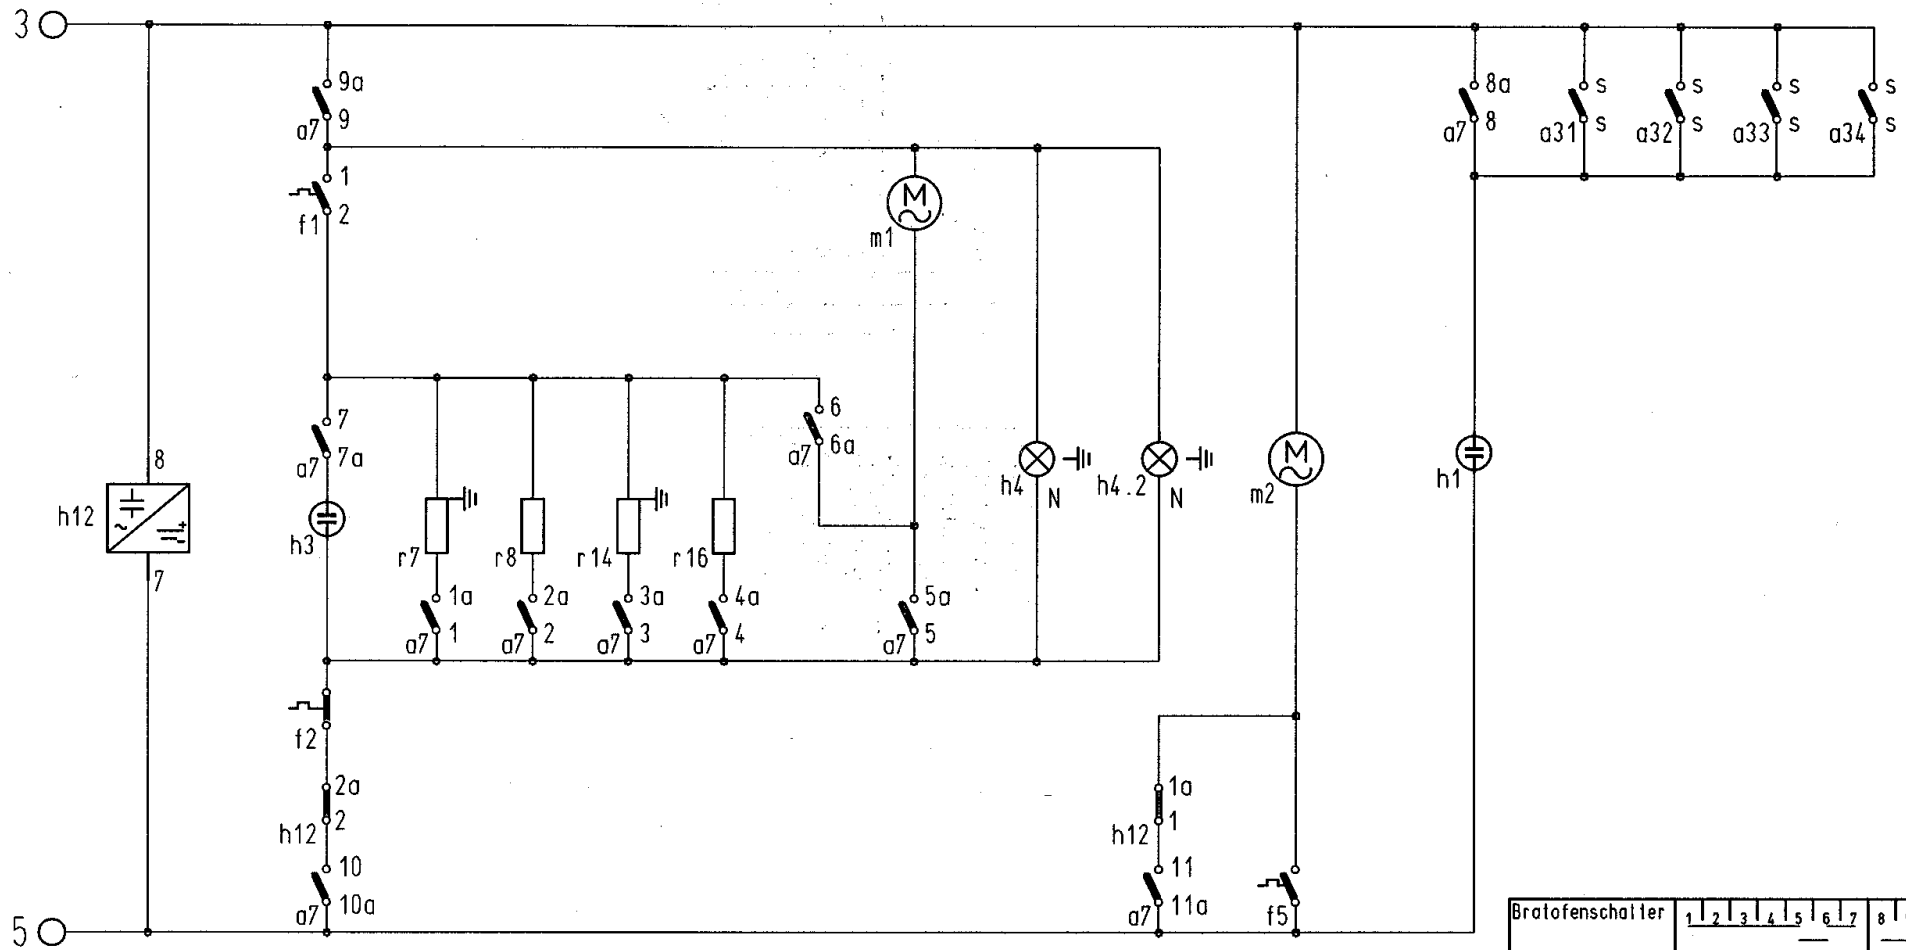 3
9a
9
a7
8a
8
a7
s
s
a31
s
s
a32
s
s
a33
s
s
a34
1
2
f1
M
m1
7
7a
a7
6
6a
a7
8
h12
7
h3
r7
r8
r14
r16
h4
N
h4.2
N
M
m2
h1
1a
1
a7
2a
2
a7
3a
3
a7
4a
4
a7
5a
5
a7
f2
2a
2
h12
1a
1
h12
10
10a
a7
11
11a
a7
f5
5
Bratofenschalter 1 2 3 4 5 6 7 8